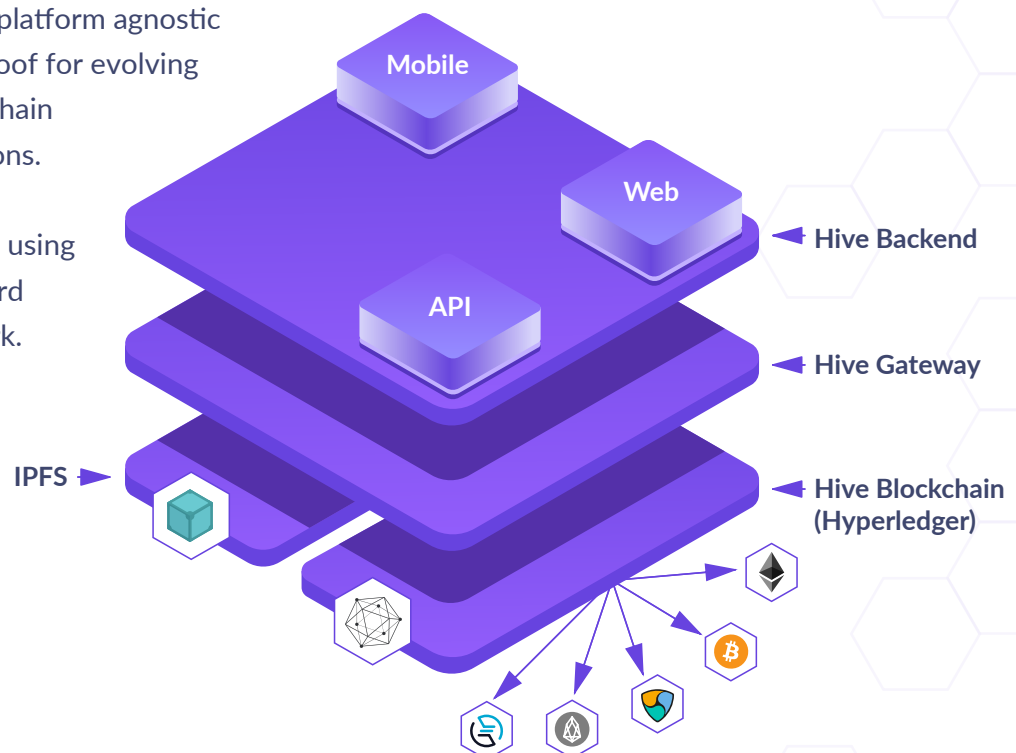 platform agnostic
oof for evolving
hain
ons.
using
rd
k.
Mobile
Web
API
Hive Backend
Hive Gateway
IPFS
Hive Blockchain
(Hyperledger)